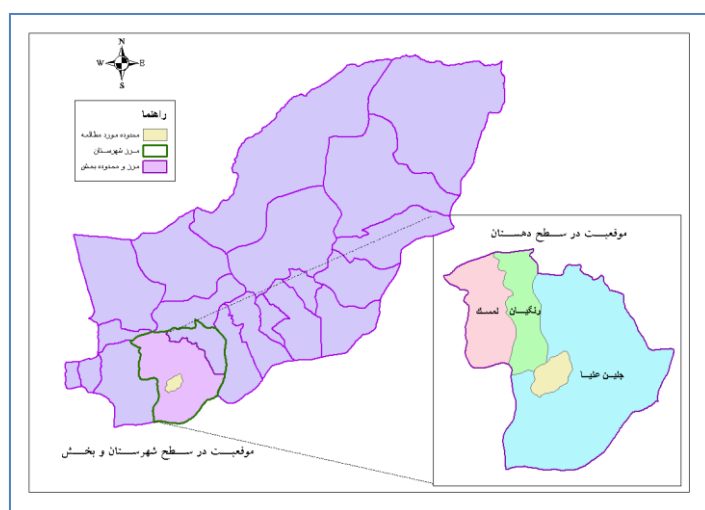 N
W E
S
راهنما
محدوده مورد مطالعه
مرز شهرستان
مرز و محدوده بخش
موقعیت در سطح دهستان
لمسک
رنگیان
جلین علیا
موقعیت در سطح شهرستان و بخش